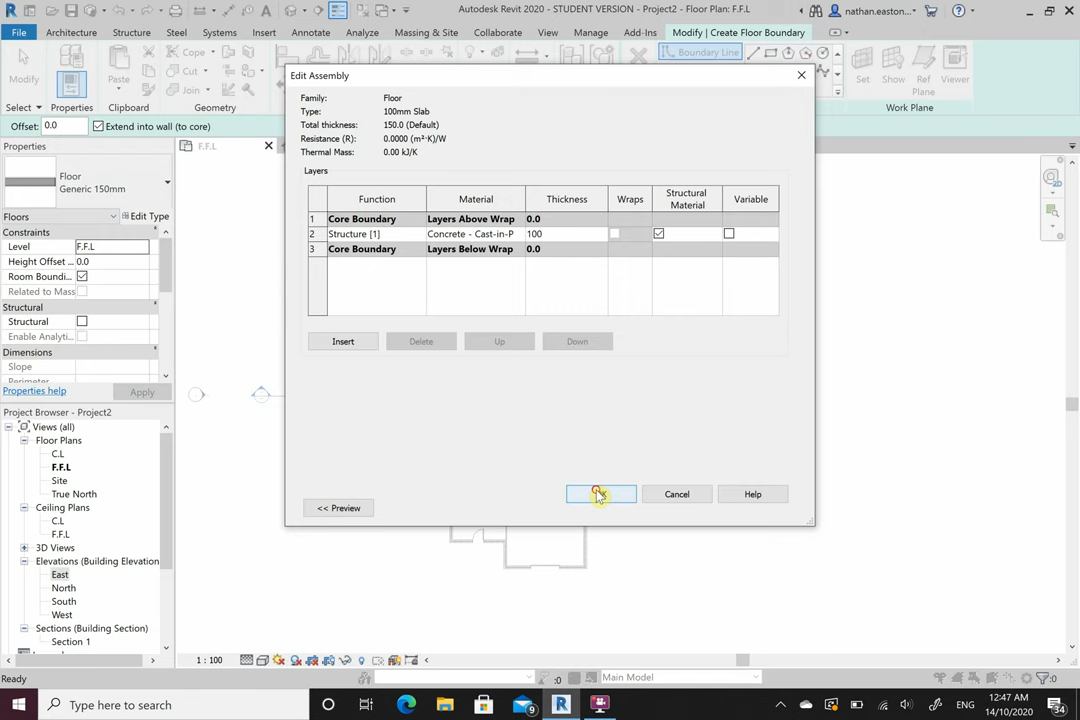 Autodesk Revit 2020 - STUDENT VERSION - Project2 - Floor Plan: F.F.L
nathan.easton...
File Architecture Structure Steel Systems Insert Annotate Analyze Massing & Site Collaborate View Manage Add-Ins Modify | Create Floor Boundary
Modify
Paste
Cope
Cut
Join
Boundary Line
Set Show Ref Plane Viewer
Select Properties Clipboard Geometry Work Plane
Offset: 0.0 Extend into wall (to core)
Properties
F.F.L
Floor
Generic 150mm
Floors Edit Type
Constraints
Level F.F.L
Height Offset ... 0.0
Room Boundi...
Related to Mass
Structural
Structural
Enable Analyti...
Dimensions
Slope
Perimeter
Properties help Apply
Project Browser - Project2
Views (all)
Floor Plans
C.L
F.F.L
Site
True North
Ceiling Plans
C.L
F.F.L
3D Views
Elevations (Building Elevation
East
North
South
West
Sections (Building Section)
Section 1
Edit Assembly
Family: Floor
Type: 100mm Slab
Total thickness: 150.0 (Default)
Resistance (R): 0.0000 (m²·K)/W
Thermal Mass: 0.00 kJ/K
Layers
Function Material Thickness Wraps Structural Material Variable
1 Core Boundary Layers Above Wrap 0.0
2 Structure [1] Concrete - Cast-in-P 100
3 Core Boundary Layers Below Wrap 0.0
Insert Delete Up Down
Cancel Help
<< Preview
1 : 100
Ready
:0
Main Model
:0
Type here to search
9
ENG
12:47 AM
14/10/2020
34